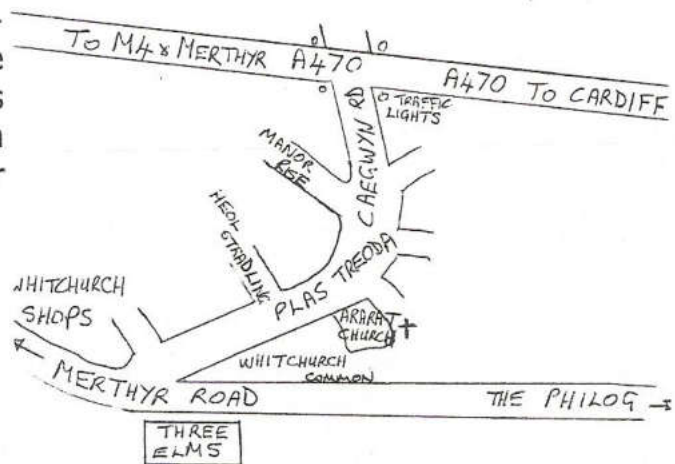 TO M4 & MERTHYR A470
A470 TO CARDIFF
TRAFFIC
LIGHTS
CAEGWYN RD
MANOR
RISE
HEOL
STRADLING
PLAS TREODA
WHITCHURCH
SHOPS
ARARAT
CHURCH
WHITCHURCH
COMMON
MERTHYR ROAD
THE PHILOG
THREE
ELMS